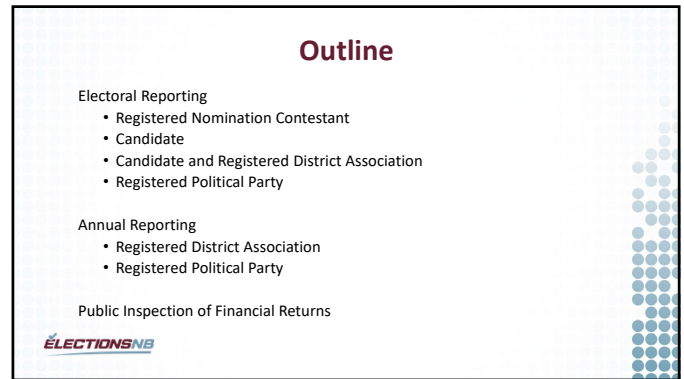 Outline
Electoral Reporting
• Registered Nomination Contestant
• Candidate
• Candidate and Registered District Association
• Registered Political Party
Annual Reporting
• Registered District Association
• Registered Political Party
Public Inspection of Financial Returns
ÉLECTIONSNB